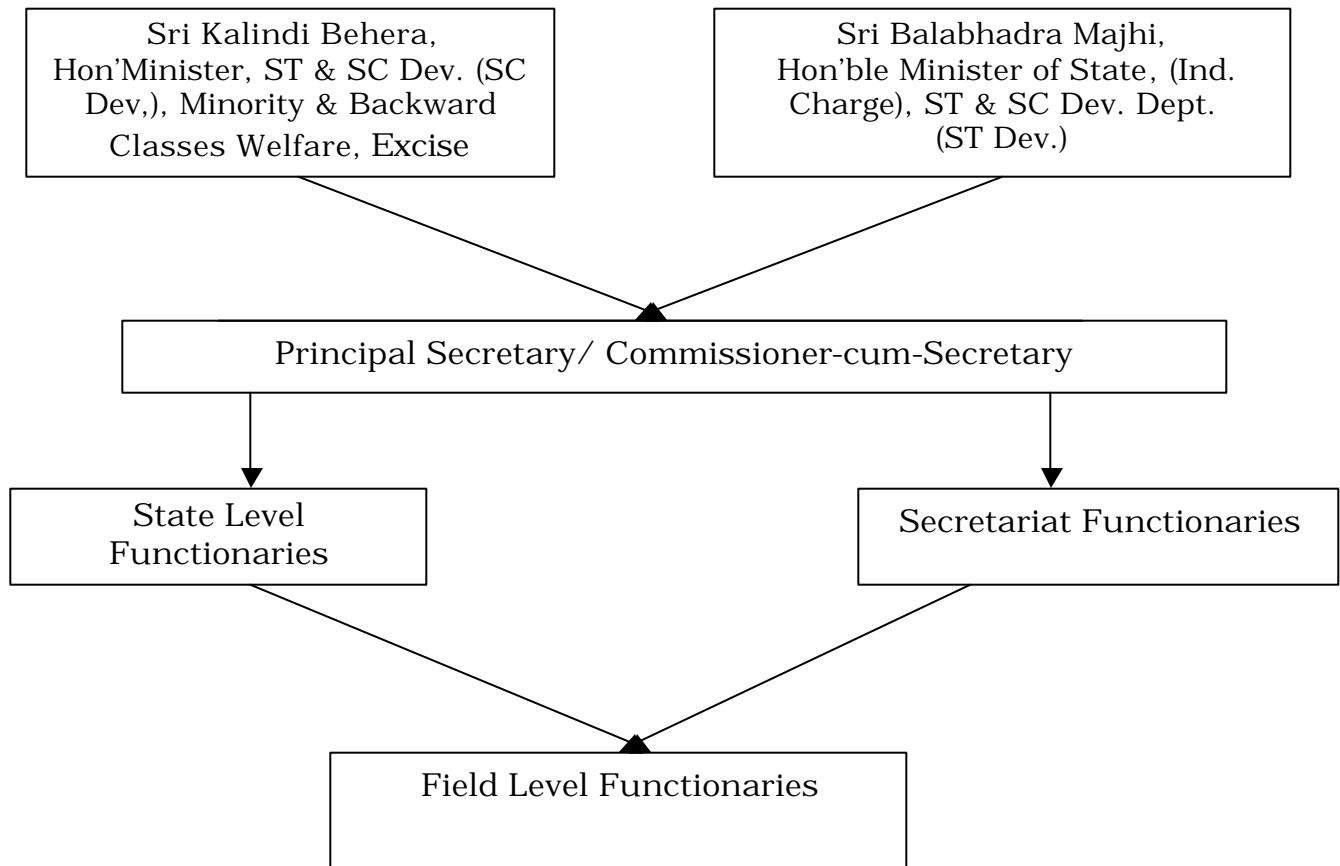 Sri Kalindi Behera,
Hon'Minister, ST & SC Dev. (SC
Dev,), Minority & Backward
Classes Welfare, Excise
Sri Balabhadra Majhi,
Hon'ble Minister of State, (Ind.
Charge), ST & SC Dev. Dept.
(ST Dev.)
Principal Secretary/ Commissioner-cum-Secretary
State Level
Functionaries
Secretariat Functionaries
Field Level Functionaries